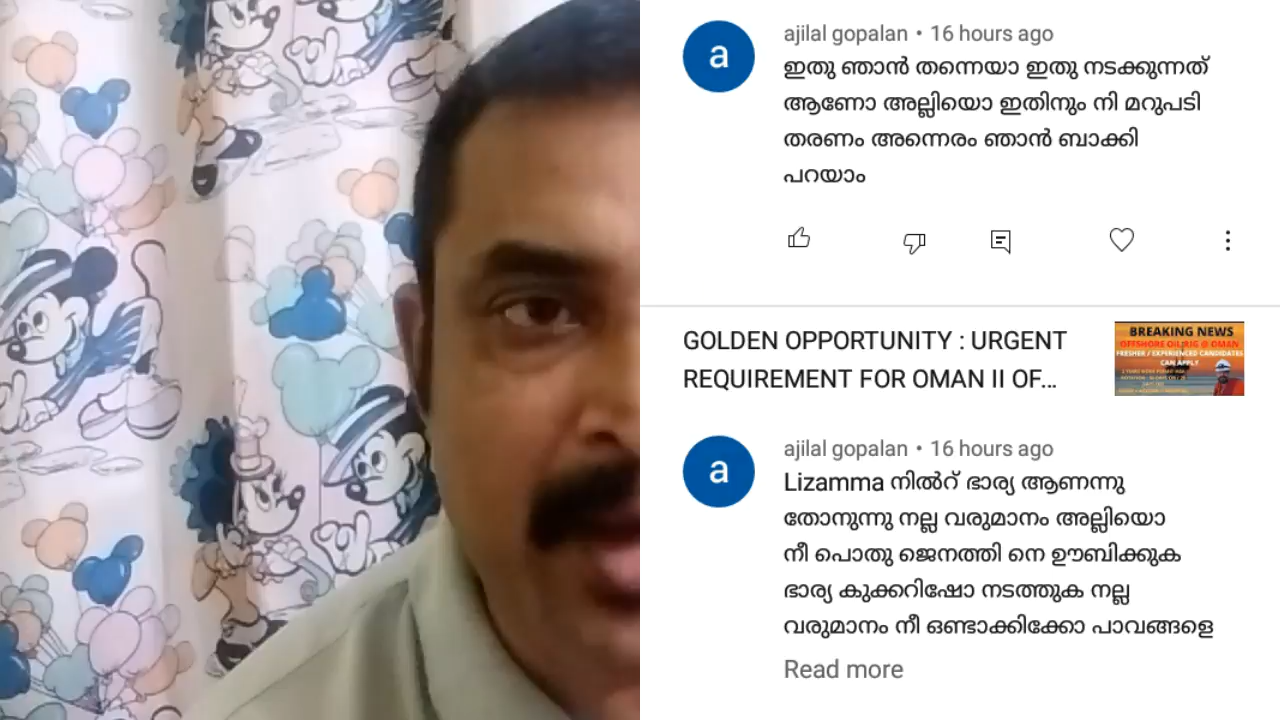 ajilal gopalan • 16 hours ago
ഇതു ഞാൻ തന്നെയാ ഇതു നടക്കുന്നത്
ആണോ അല്ലിയൊ ഇതിനും നി മറുപടി
തരണം അന്നെരം ഞാൻ ബാക്കി
പറയാം
GOLDEN OPPORTUNITY : URGENT
REQUIREMENT FOR OMAN II OF...
BREAKING NEWS
OFFSHORE OIL RIG @ OMAN
FRESHER / EXPERIENCED CANDIDATES
CAN APPLY
ajilal gopalan • 16 hours ago
Lizamma നിൽറ് ഭാര്യ ആണന്നു
തോനുന്നു നല്ല വരുമാനം അല്ലിയൊ
നീ പൊതു ജെനത്തി നെ ഊബിക്കുക
ഭാര്യ കുക്കറിഷോ നടത്തുക നല്ല
വരുമാനം നീ ഒണ്ടാക്കിക്കോ പാവങ്ങളെ
Read more